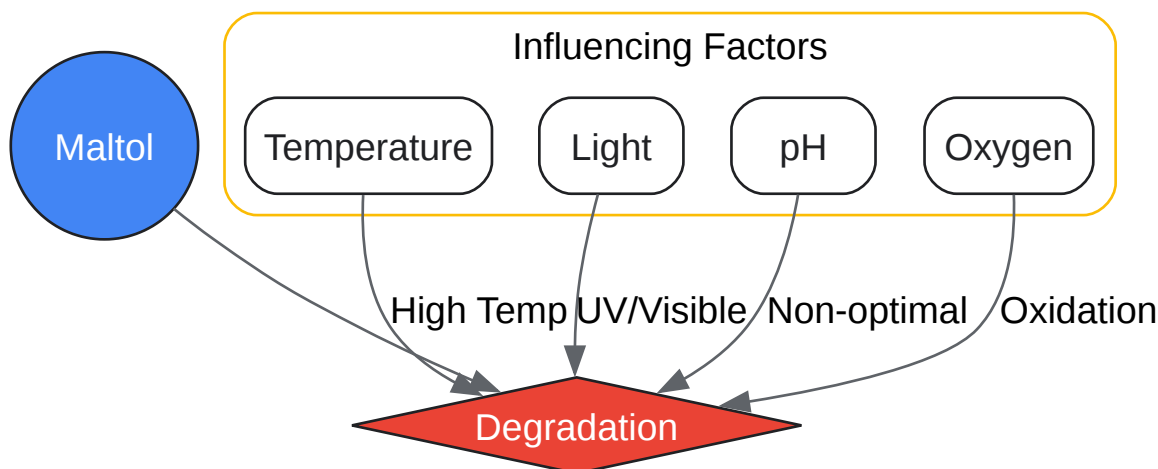 Influencing Factors
Maltol
Temperature
Light
pH
Oxygen
High Temp
UV/Visible
Non-optimal
Oxidation
Degradation